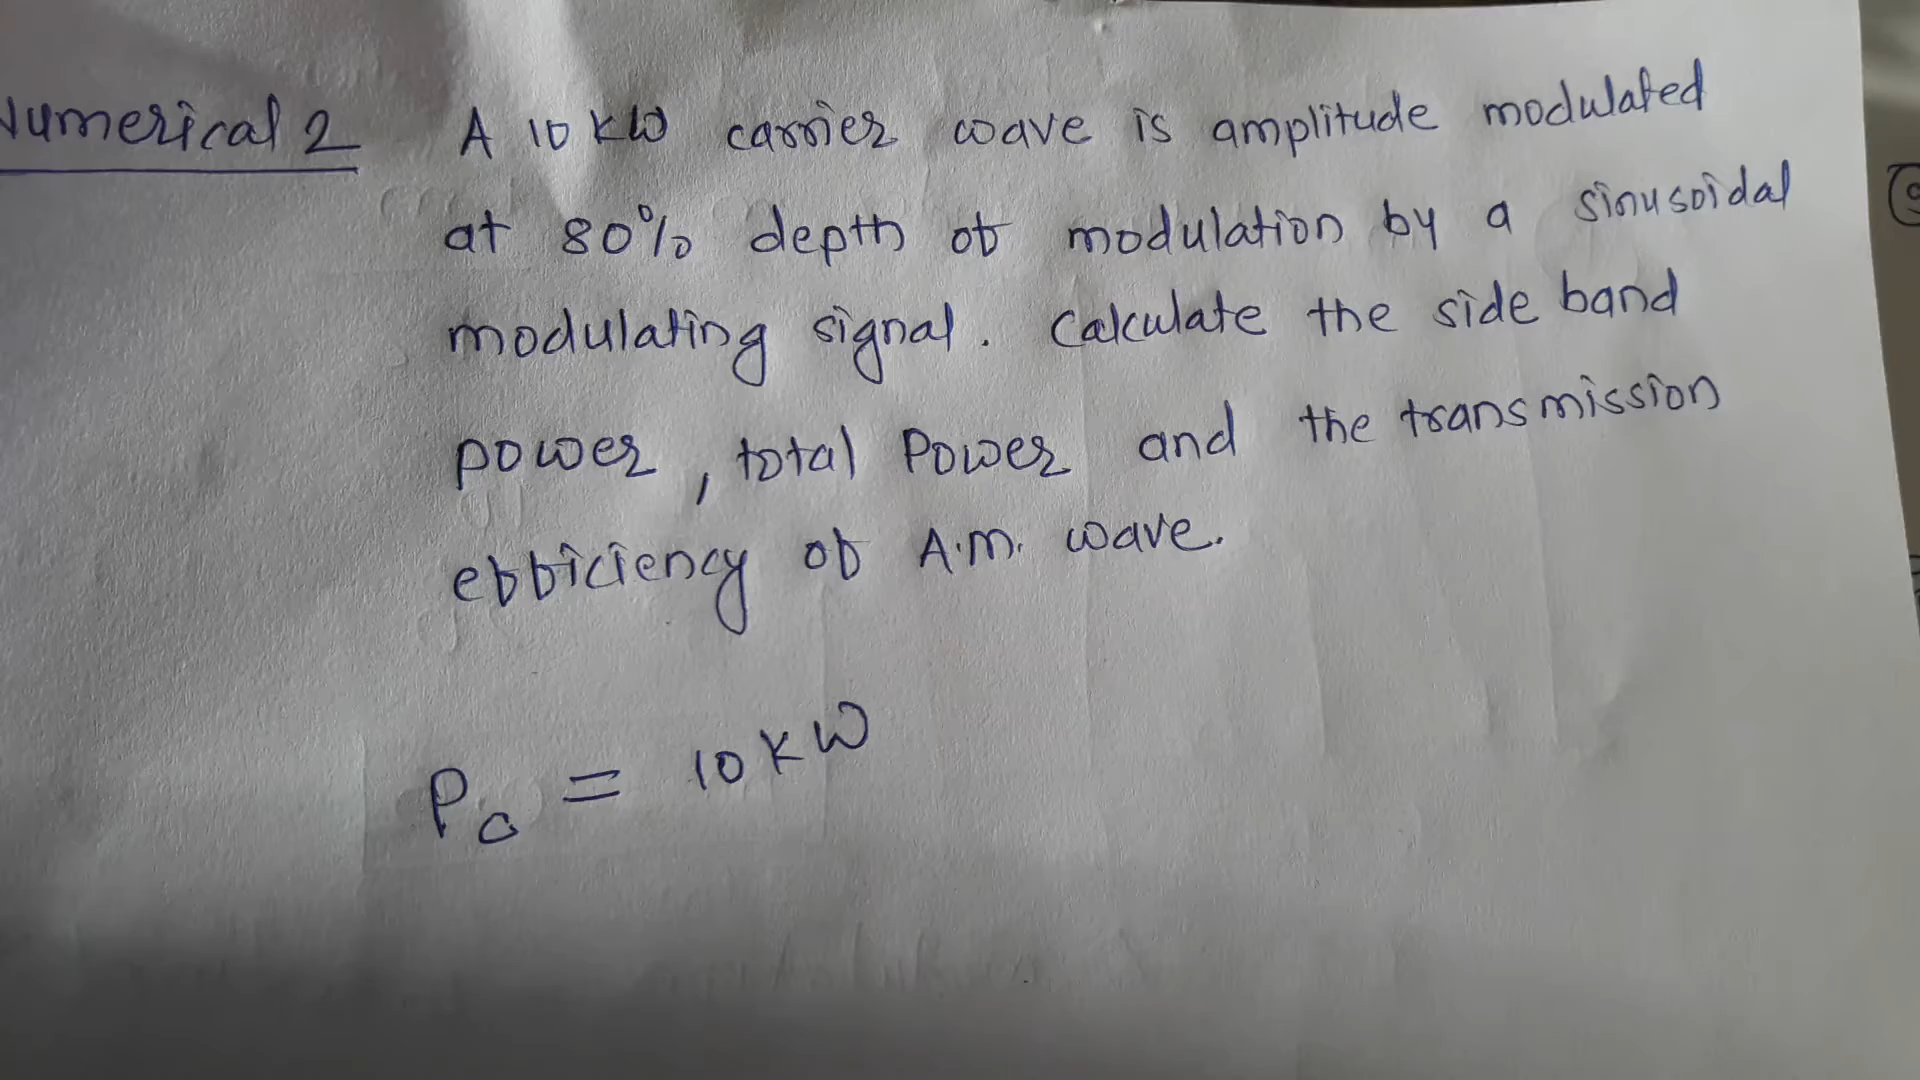 Numerical 2 A 10 KW carrier wave is amplitude modulated
at 80% depth of modulation by a sinusoidal
modulating signal. Calculate the side band
power, total Power and the transmission
efficiency of A.M. wave.
Pc = 10 KW